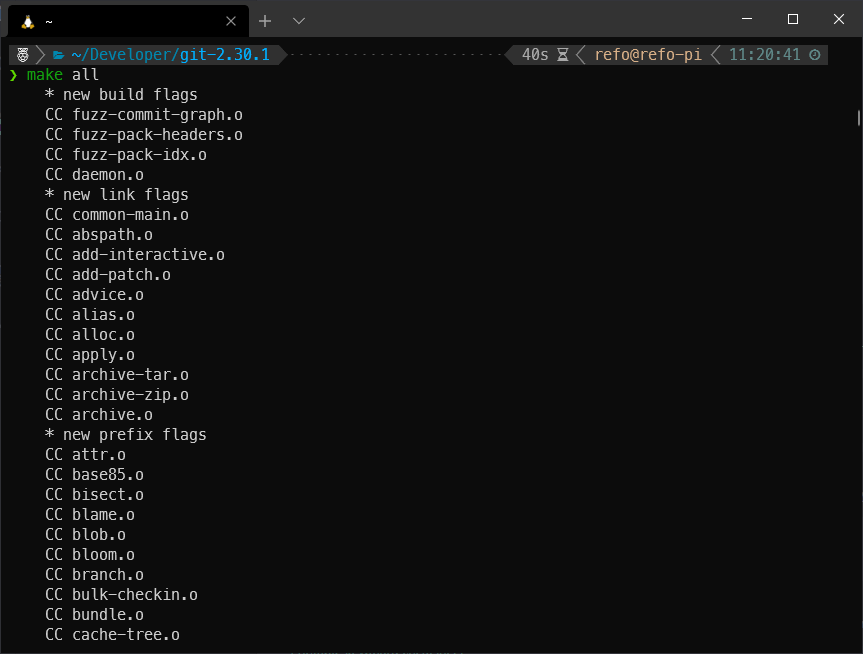 ~
~/Developer/git-2.30.1 40s refo@refo-pi 11:20:41
❯ make all
* new build flags
CC fuzz-commit-graph.o
CC fuzz-pack-headers.o
CC fuzz-pack-idx.o
CC daemon.o
* new link flags
CC common-main.o
CC abspath.o
CC add-interactive.o
CC add-patch.o
CC advice.o
CC alias.o
CC alloc.o
CC apply.o
CC archive-tar.o
CC archive-zip.o
CC archive.o
* new prefix flags
CC attr.o
CC base85.o
CC bisect.o
CC blame.o
CC blob.o
CC bloom.o
CC branch.o
CC bulk-checkin.o
CC bundle.o
CC cache-tree.o